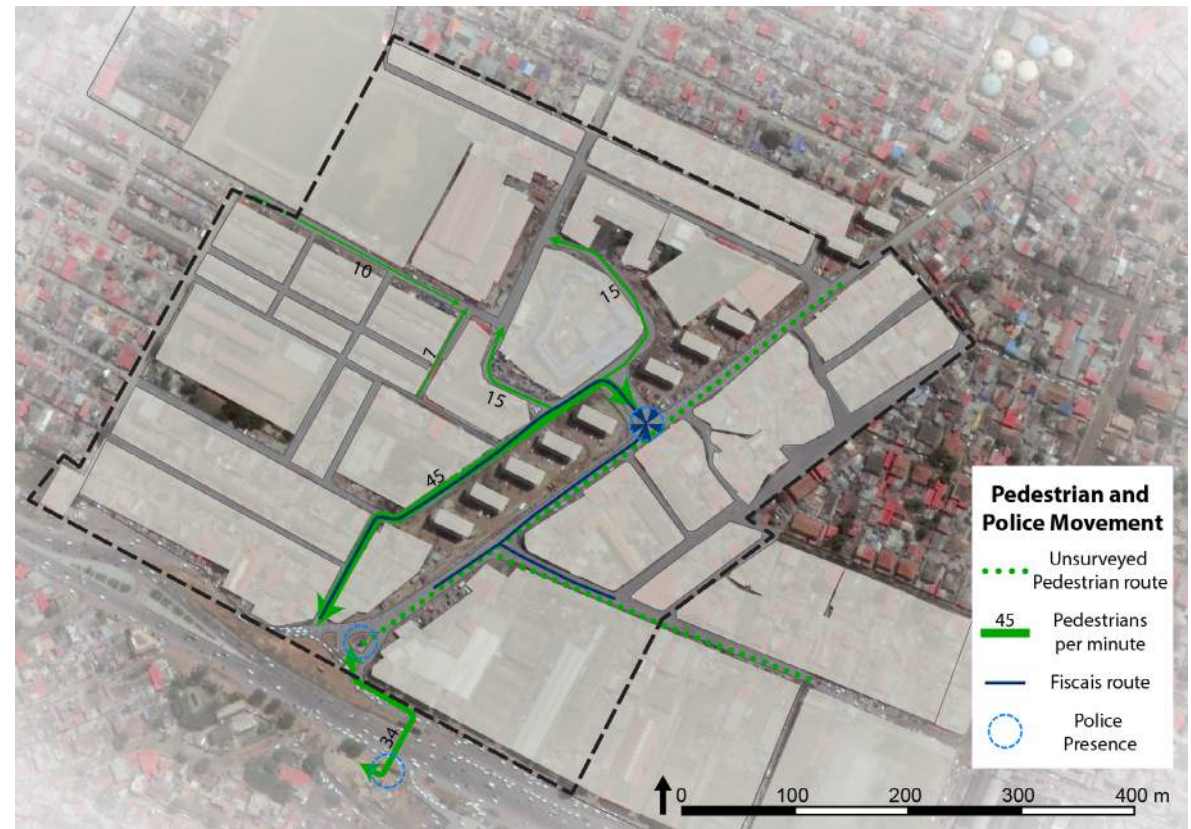 10
15
7
15
45
34
Pedestrian and
Police Movement
Unsurveyed
Pedestrian route
45
Pedestrians
per minute
Fiscais route
Police
Presence
0 100 200 300 400 m